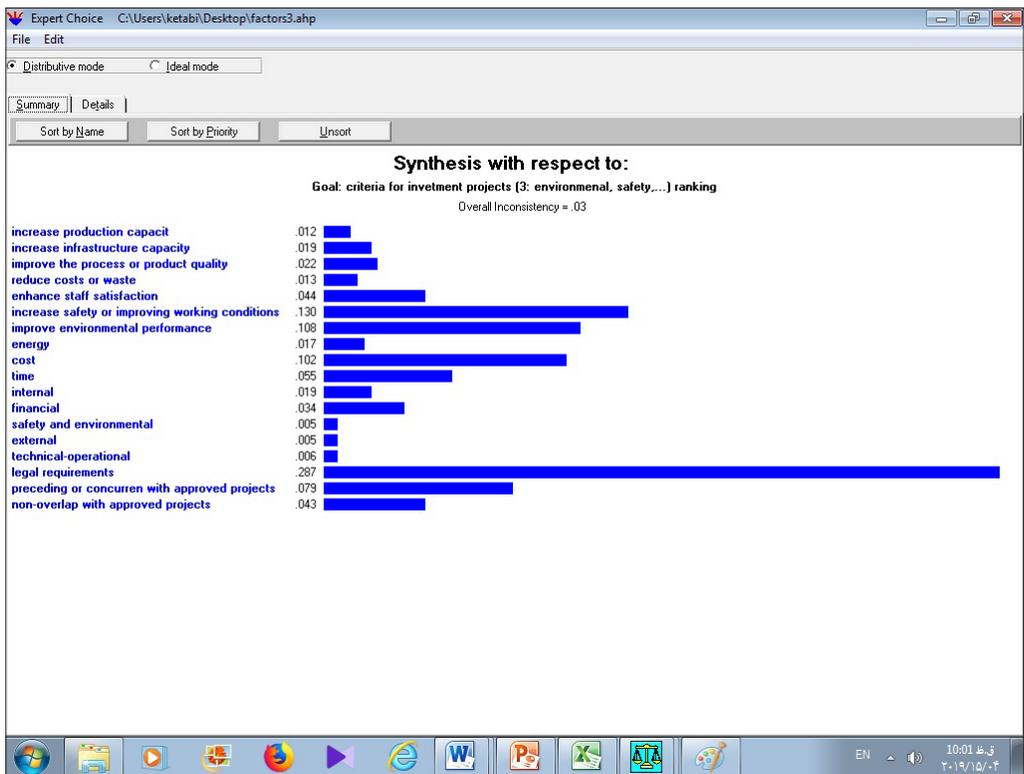 Expert Choice C:\Users\ketabi\Desktop\factors3.ahp
File Edit
Distributive mode Ideal mode
Summary Details
Sort by Name Sort by Priority Unsort
Synthesis with respect to:
Goal: criteria for invetment projects (3: environmenal, safety,...) ranking
Overall Inconsistency = .03
increase production capacit .012
increase infrastructure capacity .019
improve the process or product quality .022
reduce costs or waste .013
enhance staff satisfaction .044
increase safety or improving working conditions .130
improve environmental performance .108
energy .017
cost .102
time .055
internal .019
financial .034
safety and environmental .005
external .005
technical-operational .006
legal requirements .287
preceding or concurren with approved projects .079
non-overlap with approved projects .043
EN 10:01 ق.ظ
۲۰۱۹/۱۵/۰۴